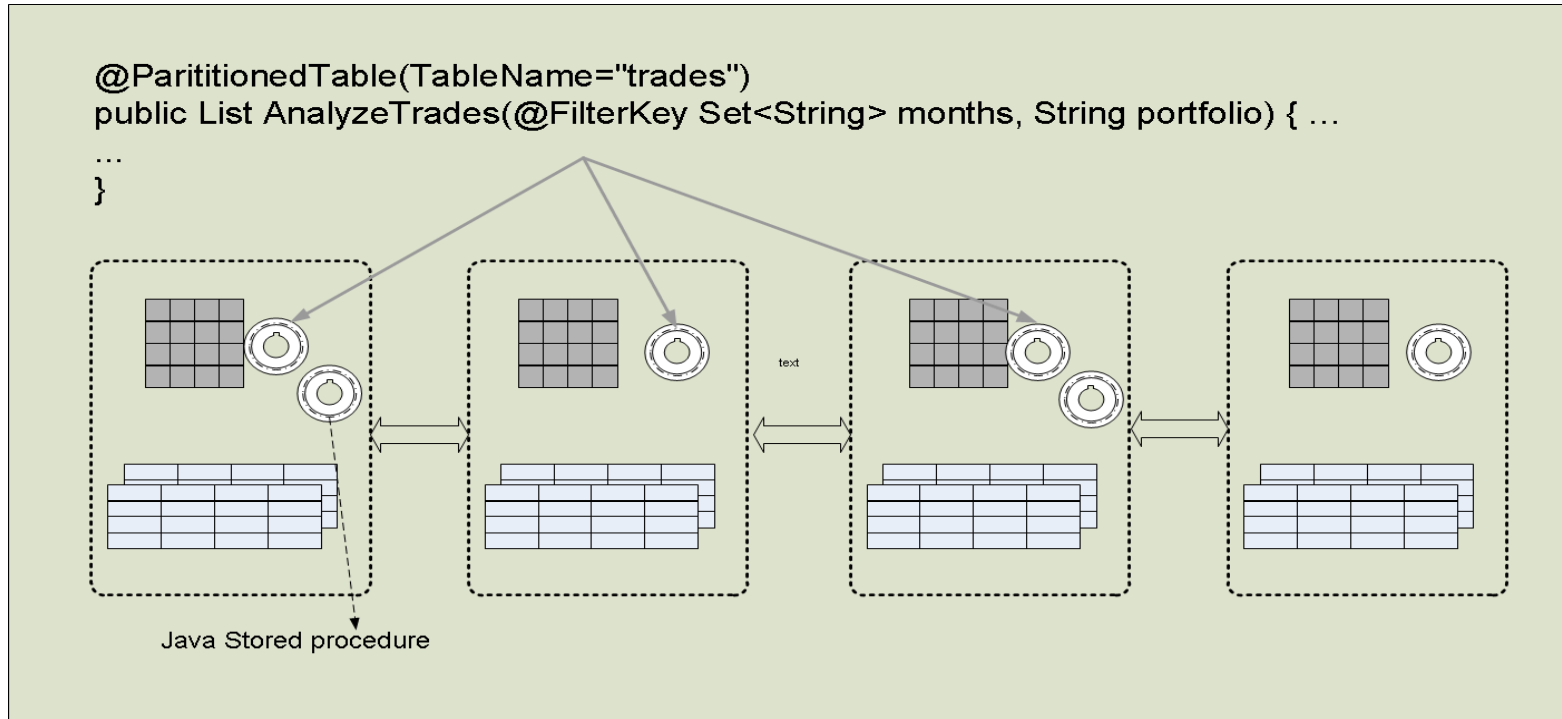 @ParititionedTable(TableName="trades")
public List AnalyzeTrades(@FilterKey Set<String> months, String portfolio) { …
…
}
text
Java Stored procedure